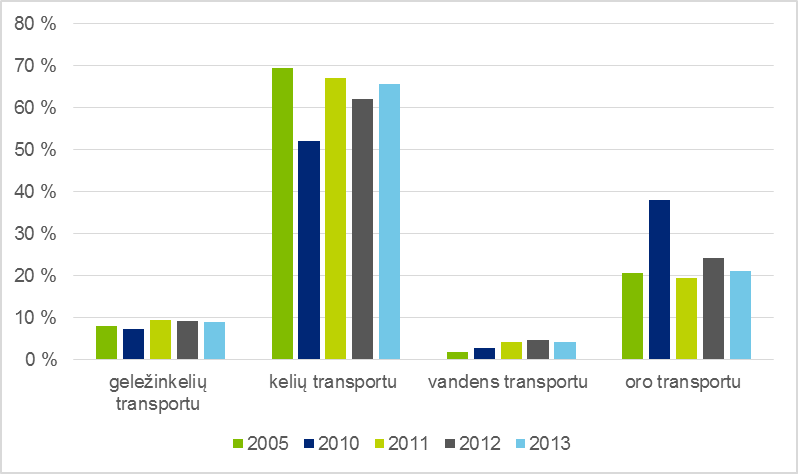 80 %
70 %
60 %
50 %
40 %
30 %
20 %
10 %
0 %
geležinkelių
transportu
kelių transportu
vandens transportu
oro transportu
2005 2010 2011 2012 2013